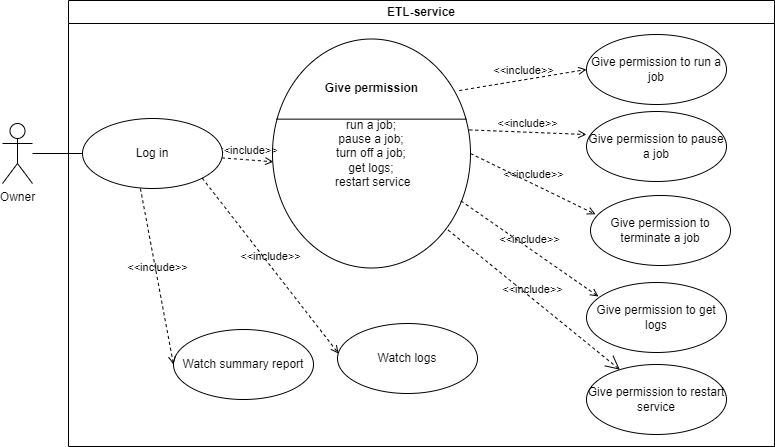 ETL-service
Give permission
run a job;
pause a job;
turn off a job;
get logs;
restart service
Log in
Owner
<include>>
<<include>>
<<include>>
<<include>>
<<include>>
<<include>>
<<include>>
<<include>>
Give permission to run a
job
Give permission to pause
a job
Give permission to
terminate a job
Give permission to get
logs
Give permission to restart
service
Watch summary report
Watch logs